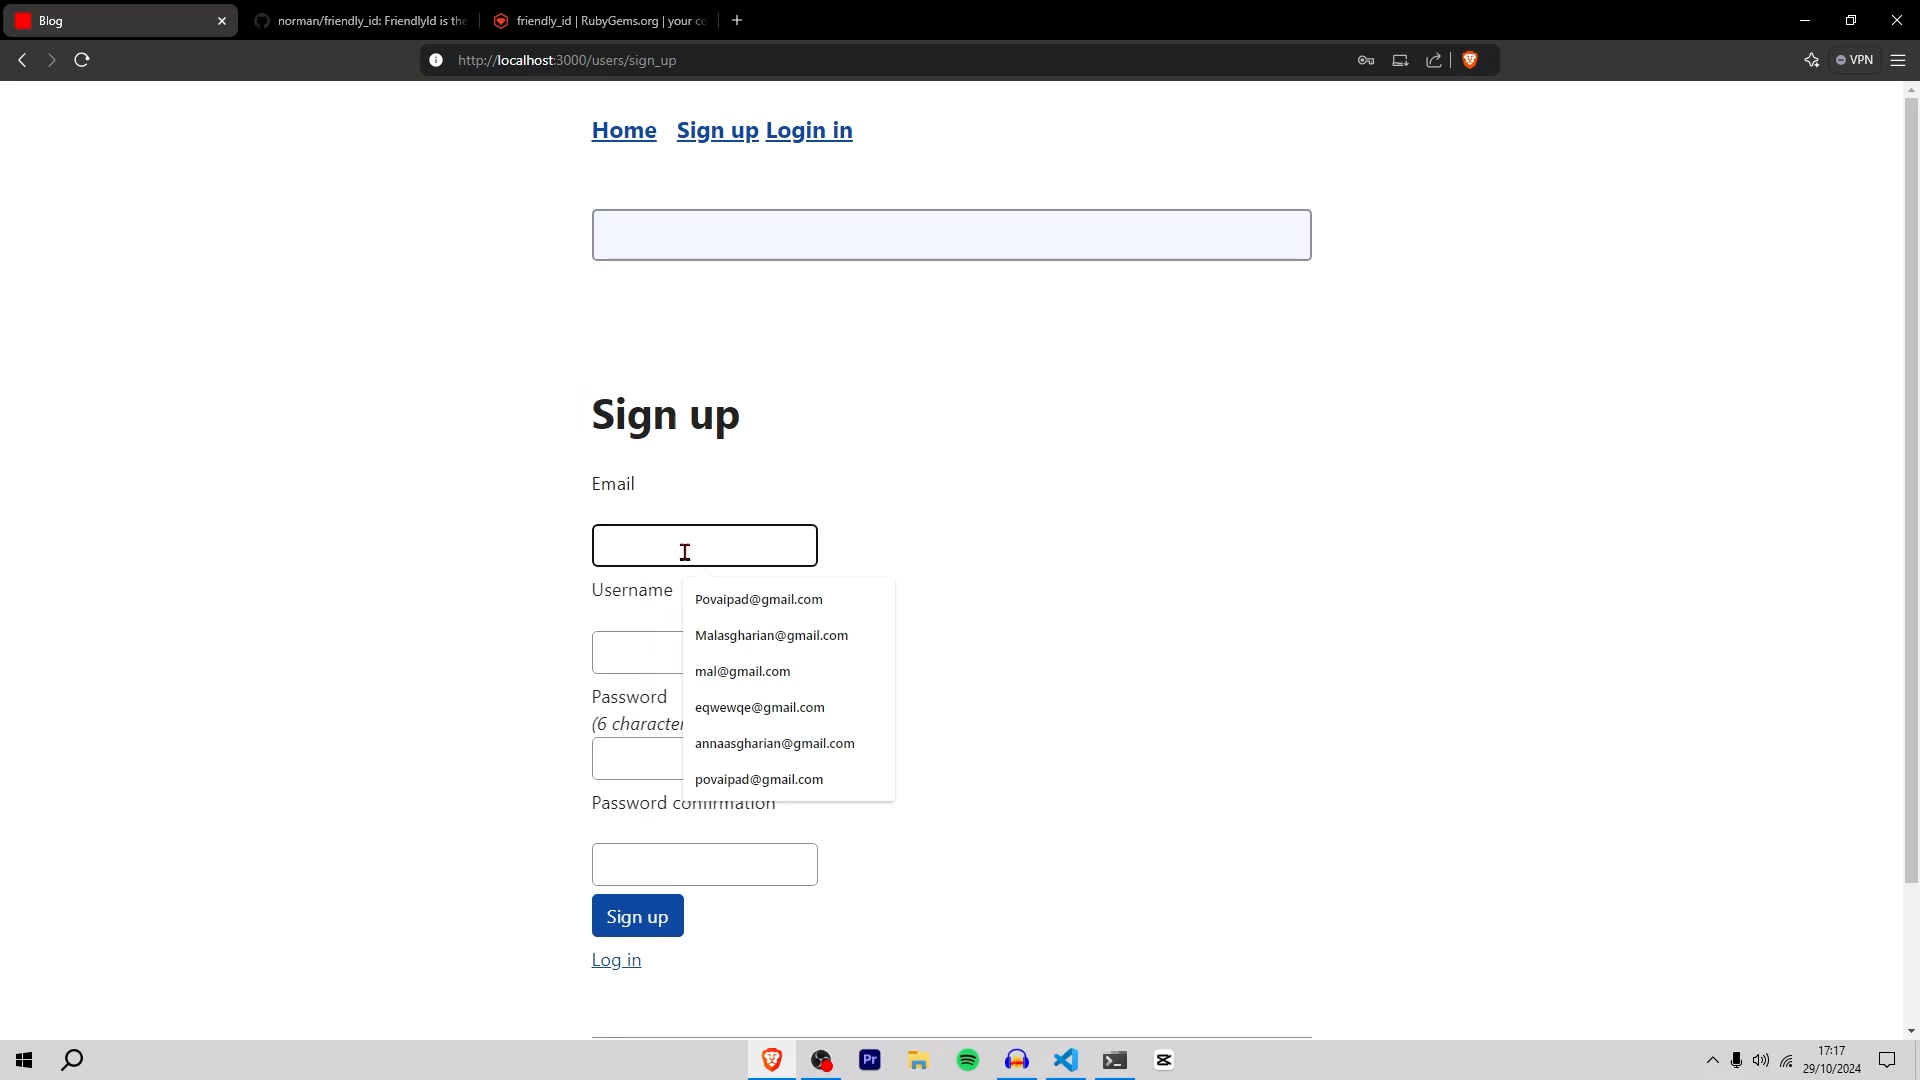 Blog
norman/friendly_id: FriendlyId is the
friendly_id | RubyGems.org | your co
http://localhost:3000/users/sign_up
VPN
Home Sign up Login in
Sign up
Email
Username
Povaipad@gmail.com
Malasgharian@gmail.com
mal@gmail.com
eqwewqe@gmail.com
annaasgharian@gmail.com
povaipad@gmail.com
Password
(6 character
Password confirmation
Sign up
Log in
Pr
17:17
29/10/2024